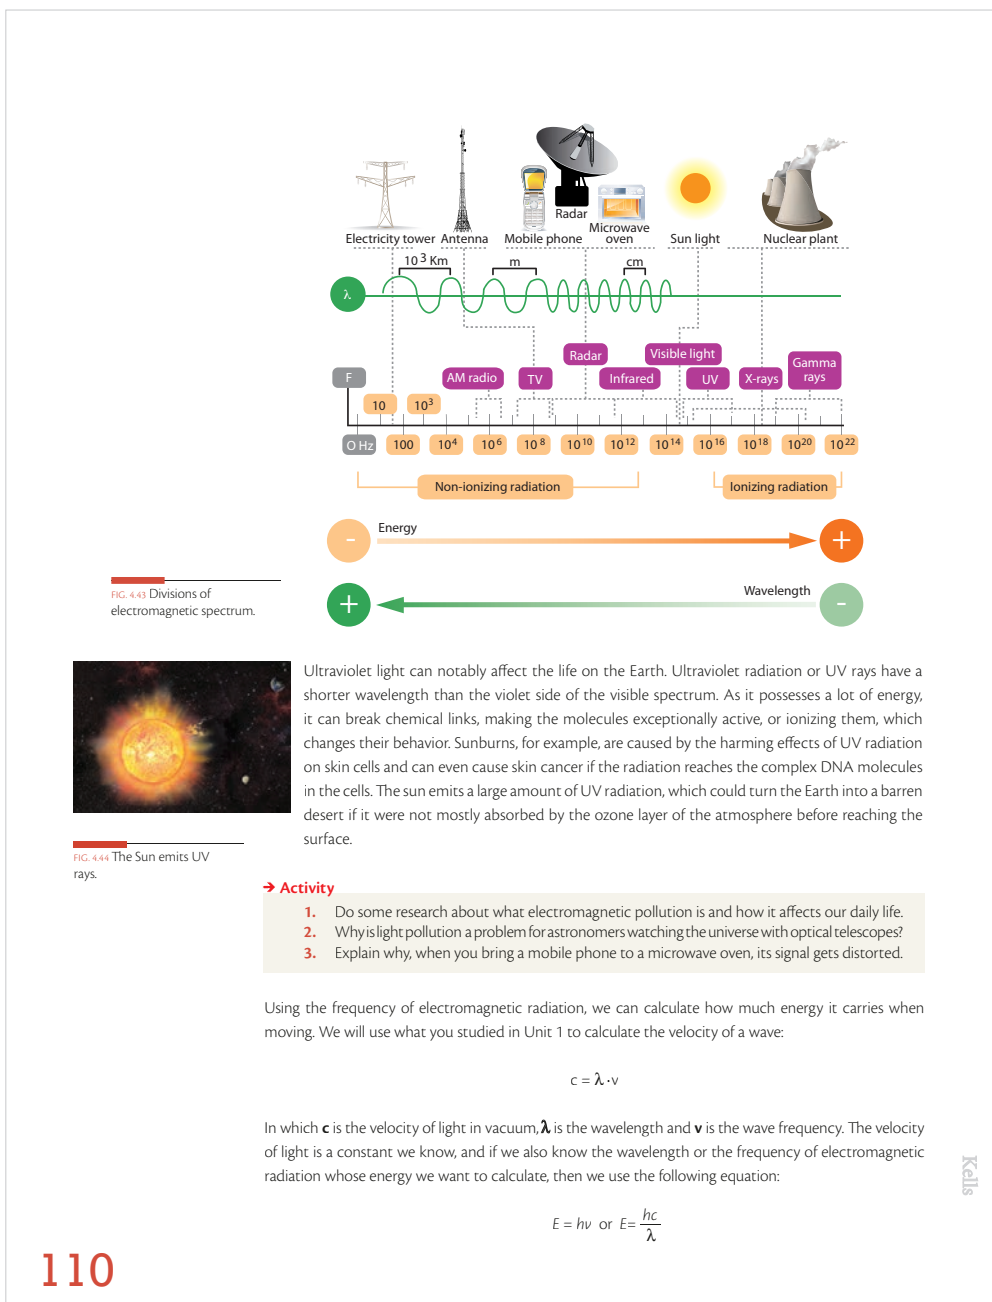 Radar
Microwave
Electricity tower Antenna Mobile phone oven Sun light Nuclear plant
10 3 Km m cm
λ
Radar Visible light Gamma rays
F AM radio TV Infrared UV X-rays
10 10³
O Hz 100 10⁴ 10⁶ 10⁸ 10¹⁰ 10¹² 10¹⁴ 10¹⁶ 10¹⁸ 10²⁰ 10²²
Non-ionizing radiation Ionizing radiation
Energy
- +
Wavelength
+ -
FIG. 4.43 Divisions of
electromagnetic spectrum.
Ultraviolet light can notably affect the life on the Earth. Ultraviolet radiation or UV rays have a
shorter wavelength than the violet side of the visible spectrum. As it possesses a lot of energy,
it can break chemical links, making the molecules exceptionally active, or ionizing them, which
changes their behavior. Sunburns, for example, are caused by the harming effects of UV radiation
on skin cells and can even cause skin cancer if the radiation reaches the complex DNA molecules
in the cells. The sun emits a large amount of UV radiation, which could turn the Earth into a barren
desert if it were not mostly absorbed by the ozone layer of the atmosphere before reaching the
surface.
FIG. 4.44 The Sun emits UV
rays.
→ Activity
1. Do some research about what electromagnetic pollution is and how it affects our daily life.
2. Why is light pollution a problem for astronomers watching the universe with optical telescopes?
3. Explain why, when you bring a mobile phone to a microwave oven, its signal gets distorted.
Using the frequency of electromagnetic radiation, we can calculate how much energy it carries when
moving. We will use what you studied in Unit 1 to calculate the velocity of a wave:
c = λ·v
In which c is the velocity of light in vacuum, λ is the wavelength and v is the wave frequency. The velocity
of light is a constant we know, and if we also know the wavelength or the frequency of electromagnetic
radiation whose energy we want to calculate, then we use the following equation:
E = hν or E= hc/λ
Kells
110